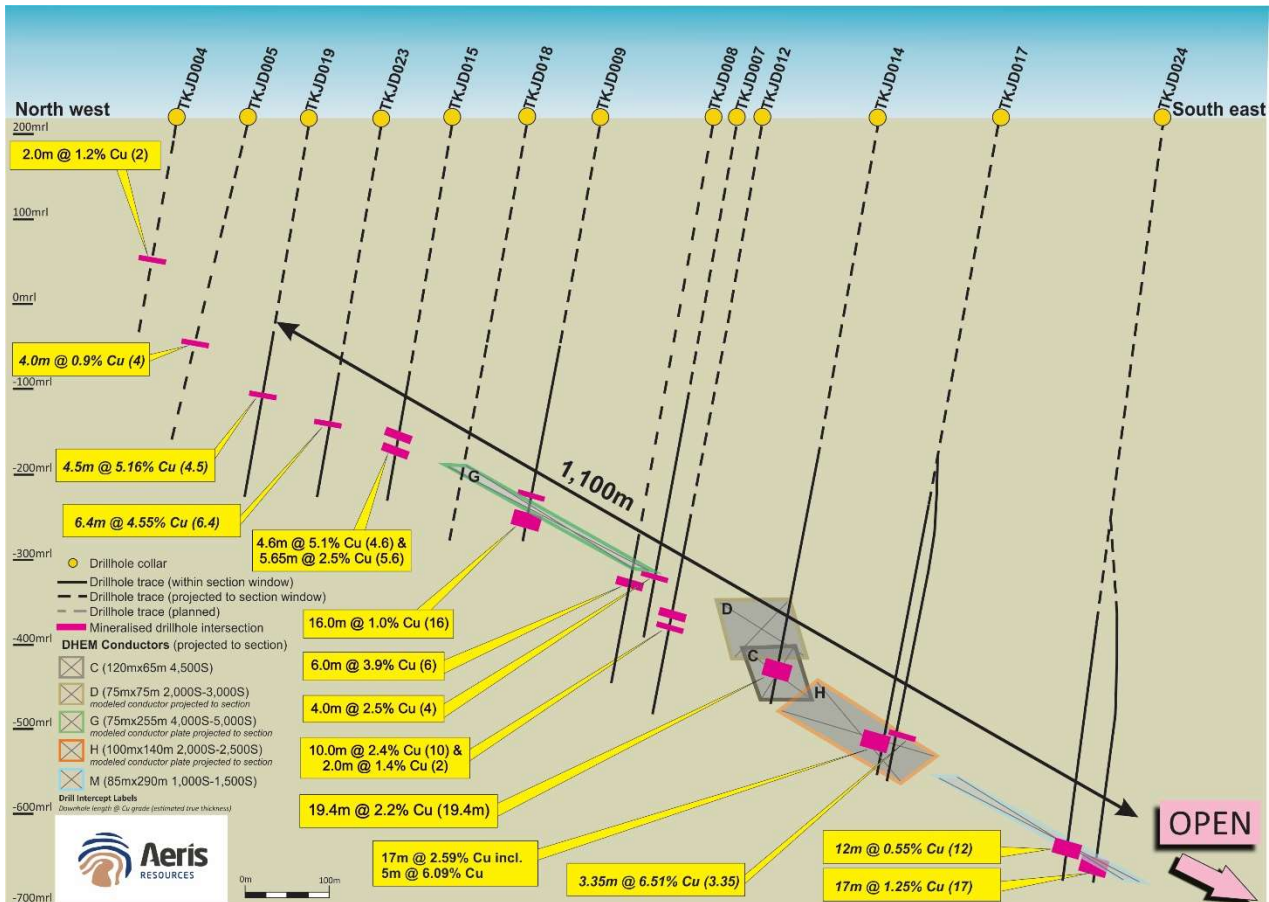 TKJD004
TKJD005
TKJD019
TKJD023
TKJD015
TKJD018
TKJD009
TKJD008
TKJD007
TKJD012
TKJD014
TKJD017
TKJD024
North west
South east
200mrl
2.0m @ 1.2% Cu (2)
100mrl
0mrl
4.0m @ 0.9% Cu (4)
-100mrl
4.5m @ 5.16% Cu (4.5)
-200mrl
6.4m @ 4.55% Cu (6.4)
4.6m @ 5.1% Cu (4.6) &
5.65m @ 2.5% Cu (5.6)
G
1,100m
-300mrl
Drillhole collar
Drillhole trace (within section window)
Drillhole trace (projected to section window)
Drillhole trace (planned)
Mineralised drillhole intersection
DHEM Conductors (projected to section)
C (120mx65m 4,500S)
D (75mx75m 2,000S-3,000S)
modeled conductor projected to section
G (75mx255m 4,000S-5,000S)
modeled conductor plate projected to section
H (100mx140m 2,000S-2,500S)
modeled conductor plate projected to section
M (85mx290m 1,000S-1,500S)
Drill Intercept Labels
Downhole length @ Cu grade (estimated true thickness)
16.0m @ 1.0% Cu (16)
6.0m @ 3.9% Cu (6)
4.0m @ 2.5% Cu (4)
10.0m @ 2.4% Cu (10) &
2.0m @ 1.4% Cu (2)
19.4m @ 2.2% Cu (19.4m)
D
C
H
-400mrl
-500mrl
-600mrl
-700mrl
Aeris
RESOURCES
0m
100m
17m @ 2.59% Cu incl.
5m @ 6.09% Cu
3.35m @ 6.51% Cu (3.35)
12m @ 0.55% Cu (12)
17m @ 1.25% Cu (17)
OPEN